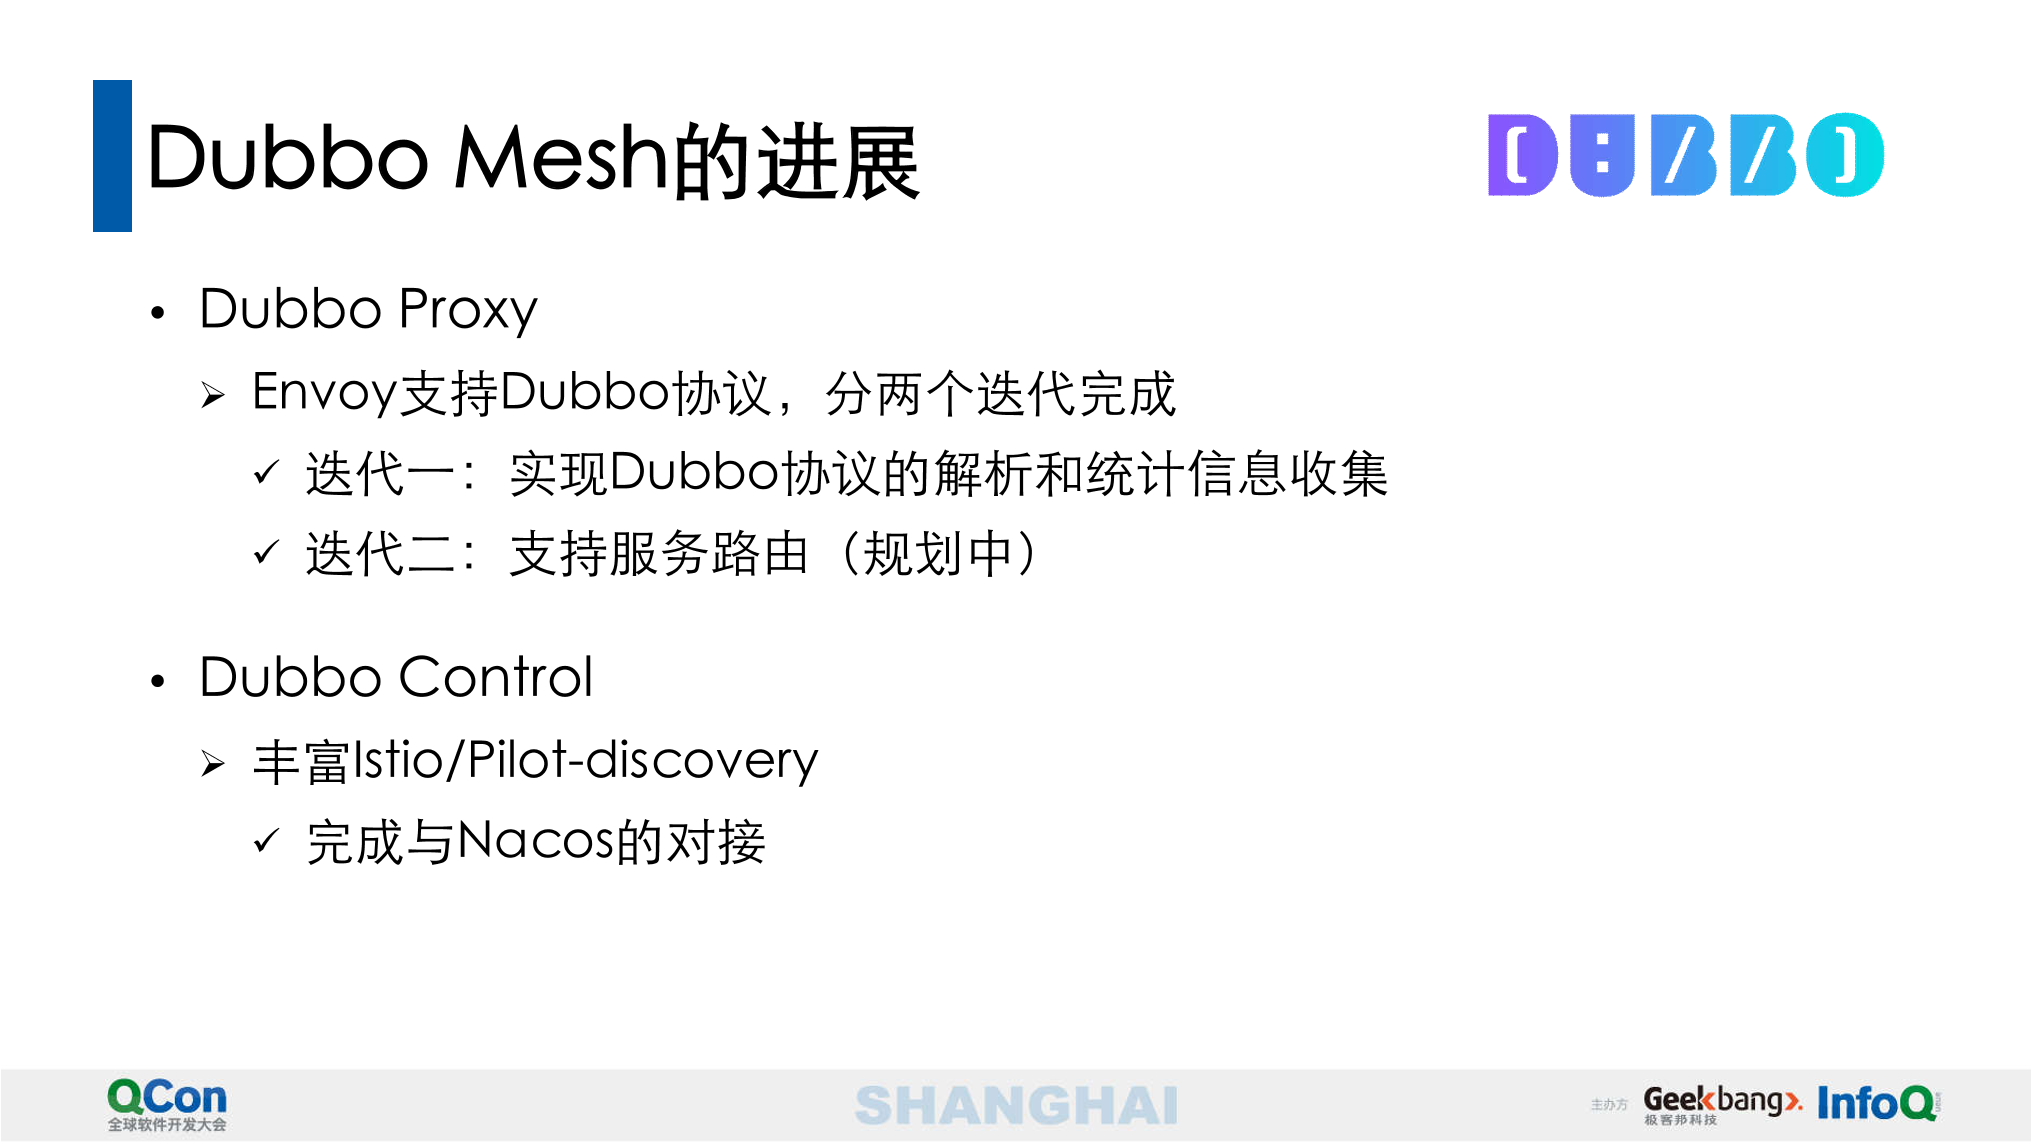 Dubbo Mesh的进展
DUBBO
• Dubbo Proxy
➢ Envoy支持Dubbo协议，分两个迭代完成
✓ 迭代一：实现Dubbo协议的解析和统计信息收集
✓ 迭代二：支持服务路由（规划中）
• Dubbo Control
➢ 丰富Istio/Pilot-discovery
✓ 完成与Nacos的对接
QCon
全球软件开发大会
SHANGHAI
主办方
Geekbang>.
极客邦科技
InfoQ